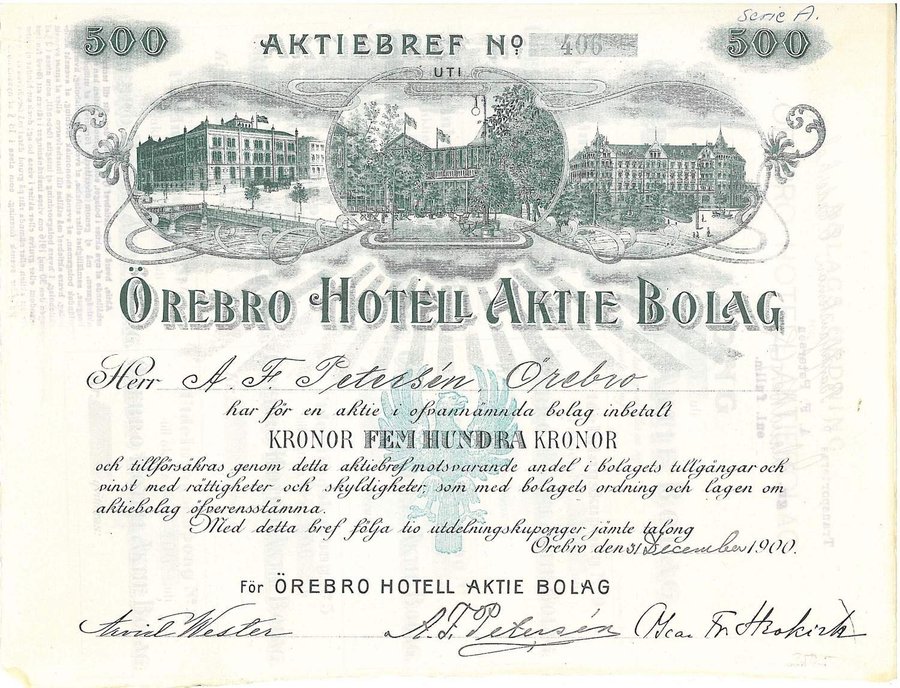 Serie A.
500 AKTIEBREF No 406 500
UTI
ÖREBRO HOTELL AKTIE BOLAG
Herr A. F. Petersén, Örebro
har för en aktie i ofvannämnda bolag inbetalt
KRONOR FEM HUNDRA KRONOR
och tillförsäkras genom detta aktiebref motsvarande andel i bolagets tillgångar och
vinst med rättigheter och skyldigheter, som med bolagets ordning och lagen om
aktiebolag öfverensstämma.
Med detta bref följa tio utdelningskuponger jämte talong
Örebro den 31 December 1900.
För ÖREBRO HOTELL AKTIE BOLAG
Arvid Wester A. F. Petersén Oscar Fr.